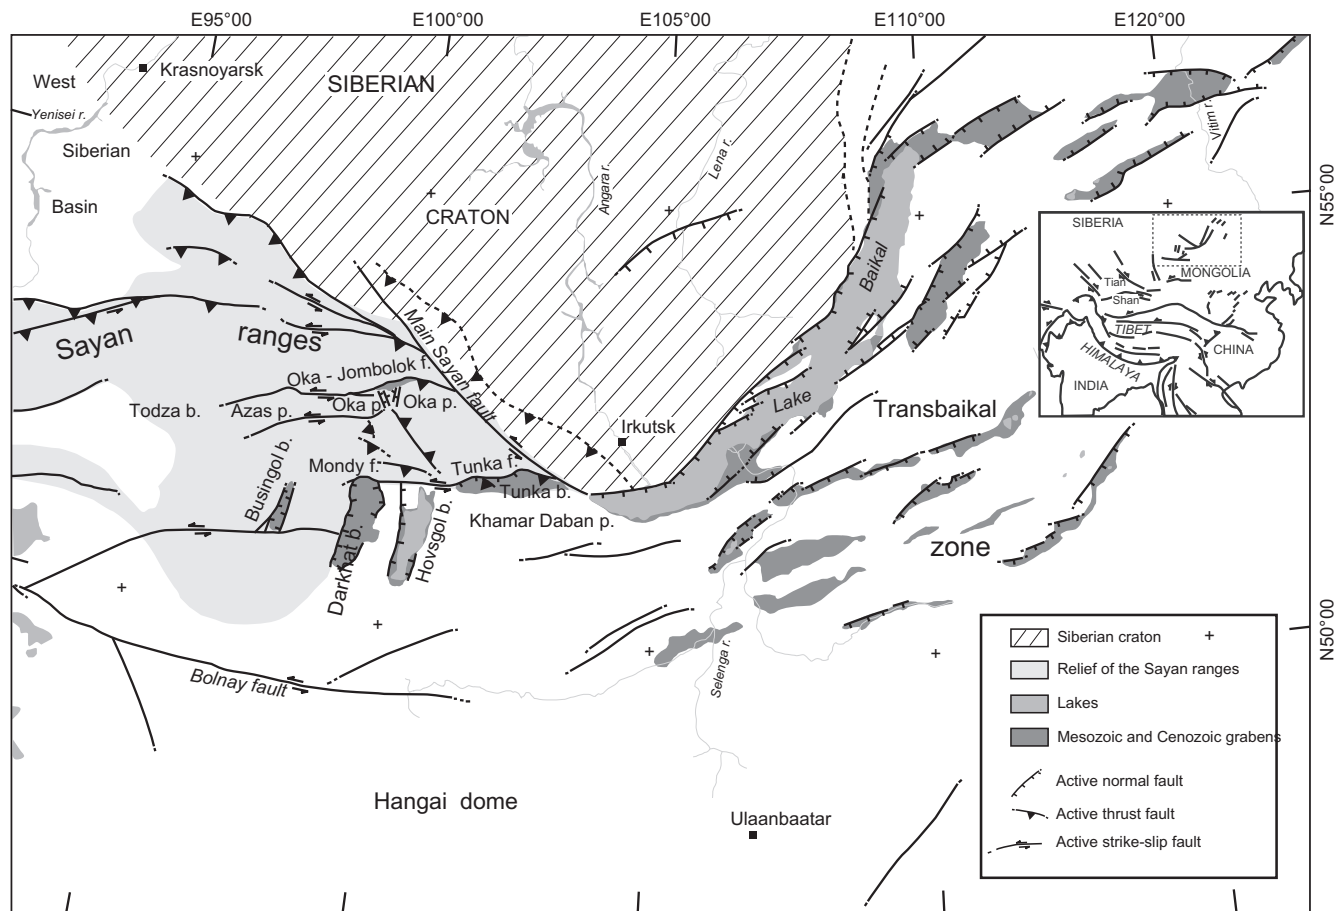 E95°00
E100°00
E105°00
E110°00
E120°00
West
Krasnoyarsk
SIBERIAN
Yenisei r.
Siberian
Basin
CRATON
Angara r.
Lena r.
Vitim r.
N55°00
SIBERIA
MONGOLIA
Tian
Shan
TIBET
HIMALAYA
CHINA
INDIA
Baikal
Lake
Sayan
ranges
Main Sayan fault
Oka - Jombolok f.
Todza b.
Azas p.
Oka p.
Oka p.
Irkutsk
Transbaikal
Mondy f.
Tunka f.
Tunka b.
Busingol b.
Khamar Daban p.
Darkhat b.
Hovsgol b.
zone
N50°00
Bolnay fault
Selenga r.
Hangai dome
Ulaanbaatar
Siberian craton
Relief of the Sayan ranges
Lakes
Mesozoic and Cenozoic grabens
Active normal fault
Active thrust fault
Active strike-slip fault